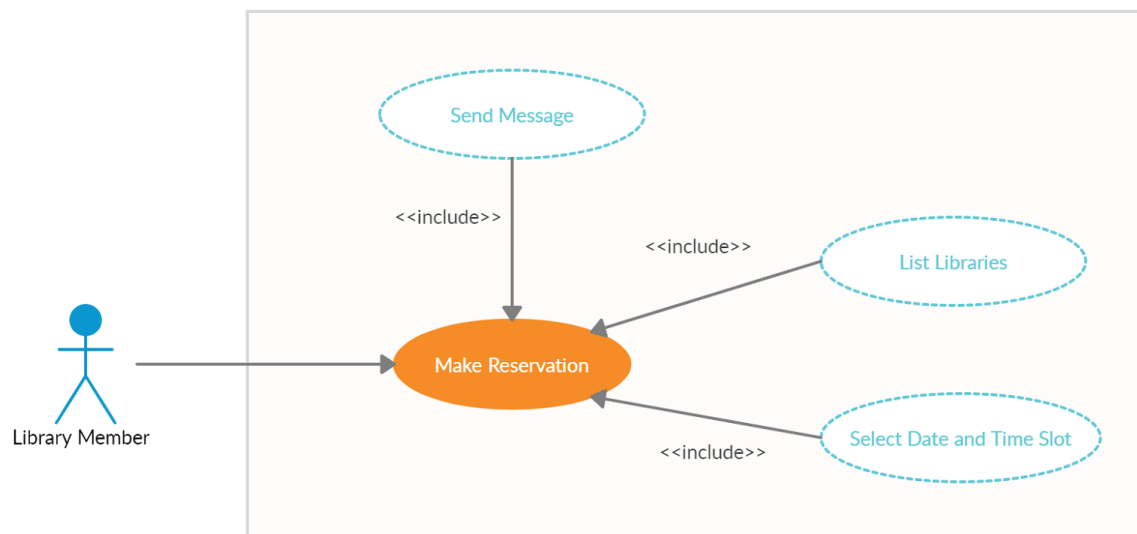 Send Message
<<include>>
<<include>>
List Libraries
Make Reservation
Library Member
Select Date and Time Slot
<<include>>